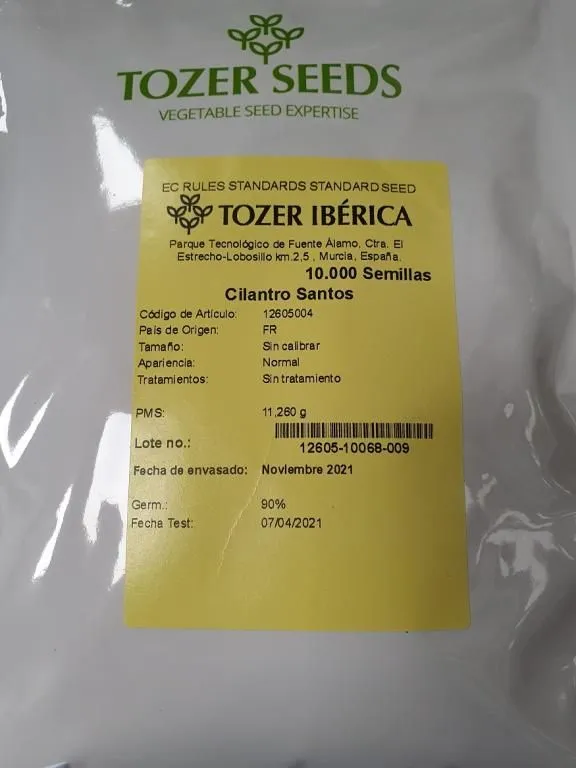 TOZER SEEDS
VEGETABLE SEED EXPERTISE
EC RULES STANDARDS STANDARD SEED
TOZER IBÉRICA
Parque Tecnológico de Fuente Álamo, Ctra. El
Estrecho-Lobosillo km.2,5 , Murcia, España.
10.000 Semillas
Cilantro Santos
Código de Artículo: 12605004
País de Origen: FR
Tamaño: Sin calibrar
Apariencia: Normal
Tratamientos: Sin tratamiento
PMS: 11,260 g
Lote no.: 12605-10068-009
Fecha de envasado: Noviembre 2021
Germ.: 90%
Fecha Test: 07/04/2021